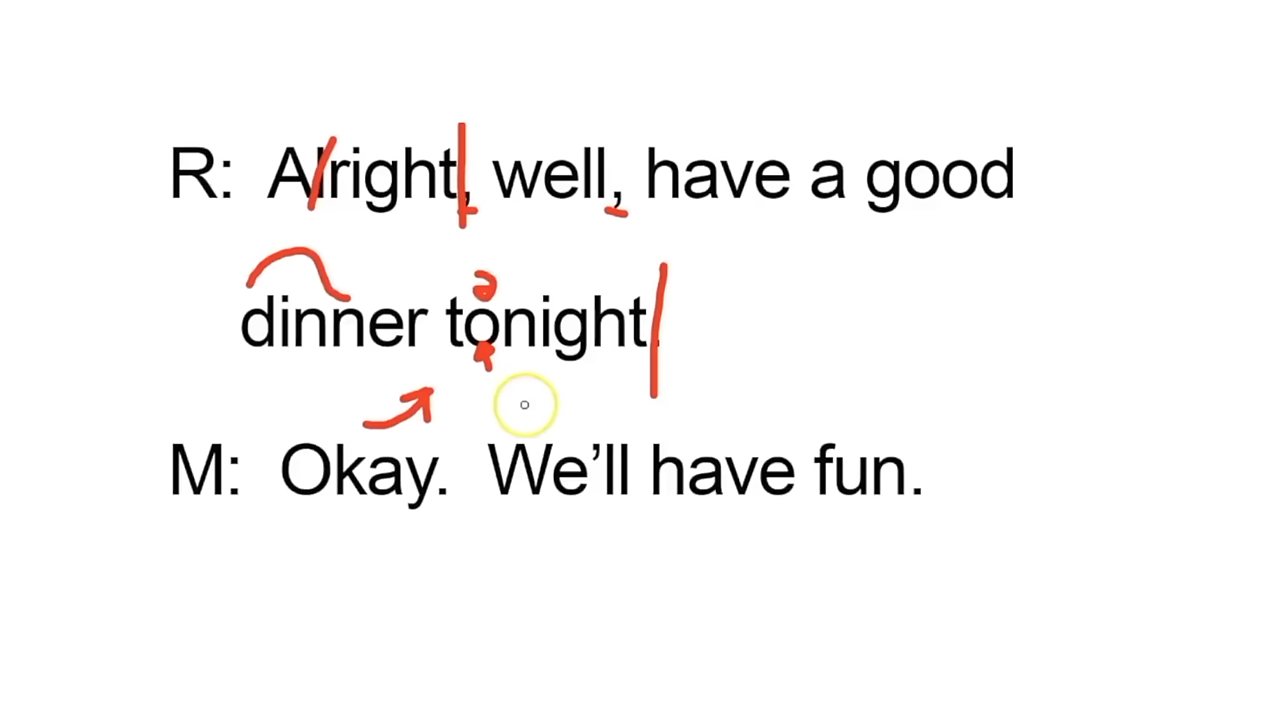 R: Alright, well, have a good
ə
dinner tonight.
M: Okay. We'll have fun.